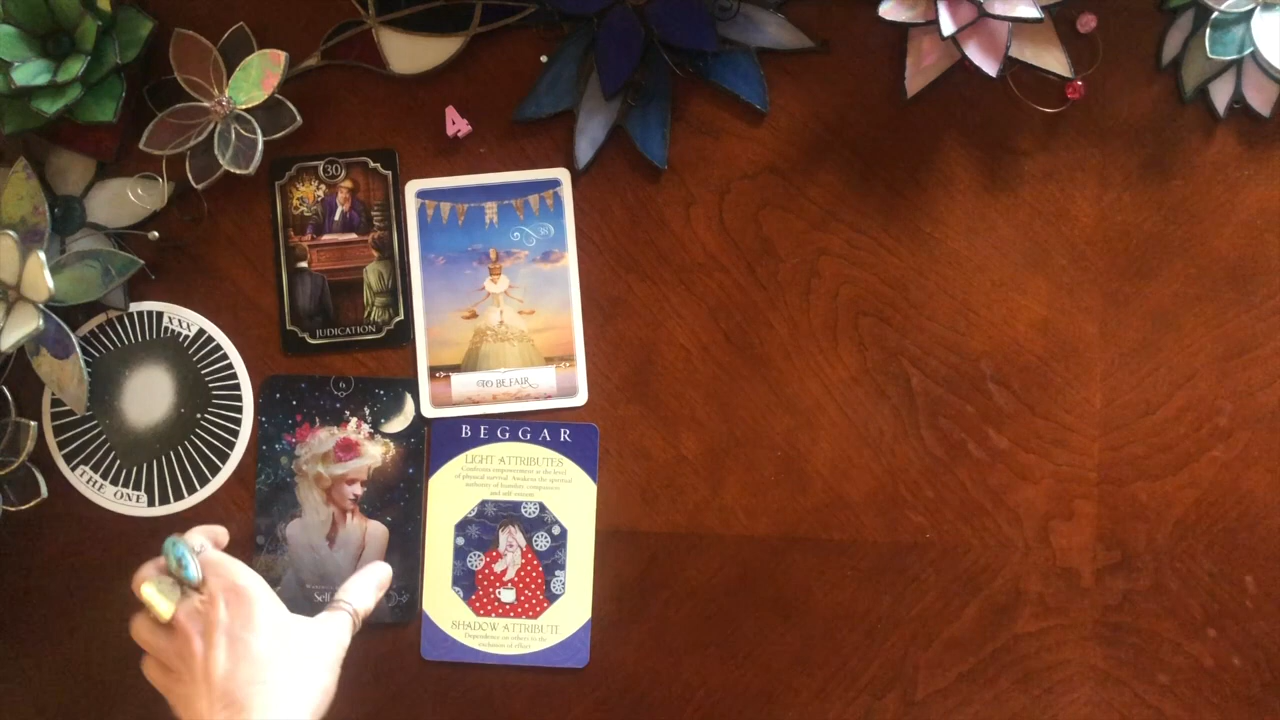 4
30
JUDICATION
38
TO BE FAIR
XXX
THE ONE
6
Self
BEGGAR
LIGHT ATTRIBUTES
Confronts empowerment at the level
of physical survival. Awakens the spiritual
authority of humility, compassion
and self-esteem
SHADOW ATTRIBUTE
Dependence on others to the
exclusion of effort